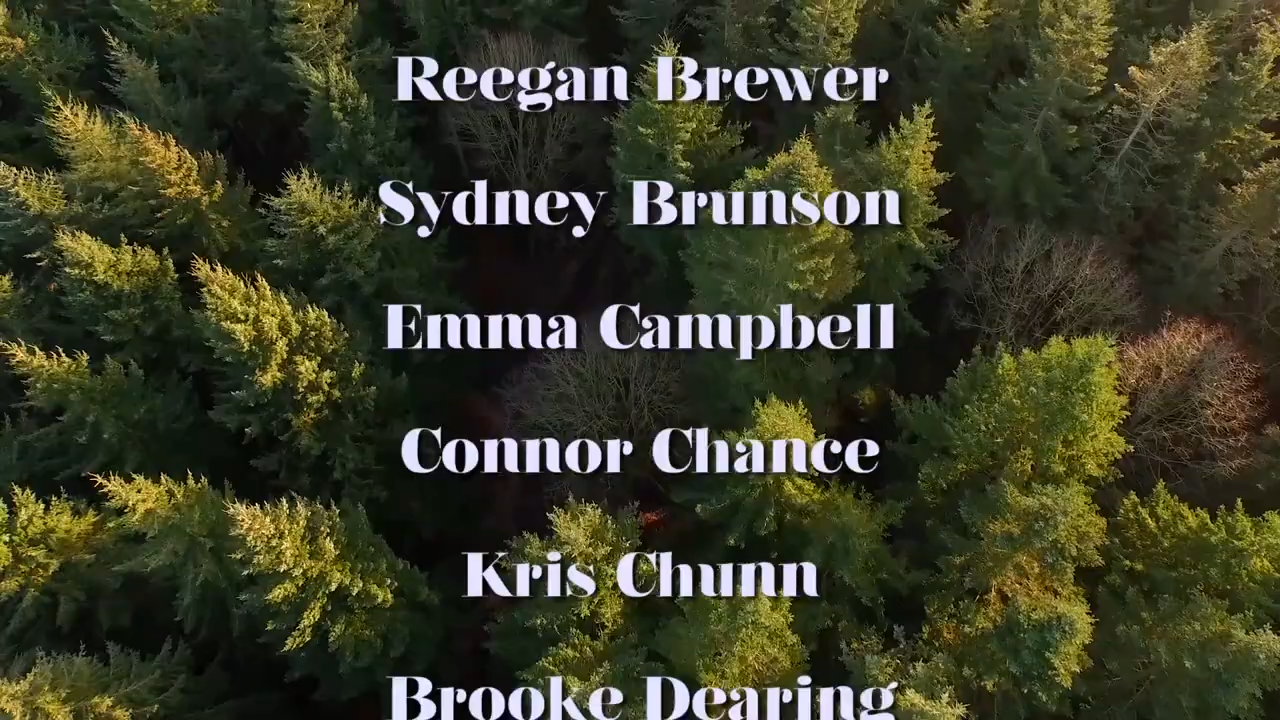 Reegan Brewer
Sydney Brunson
Emma Campbell
Connor Chance
Kris Chunn
Brooke Dearing